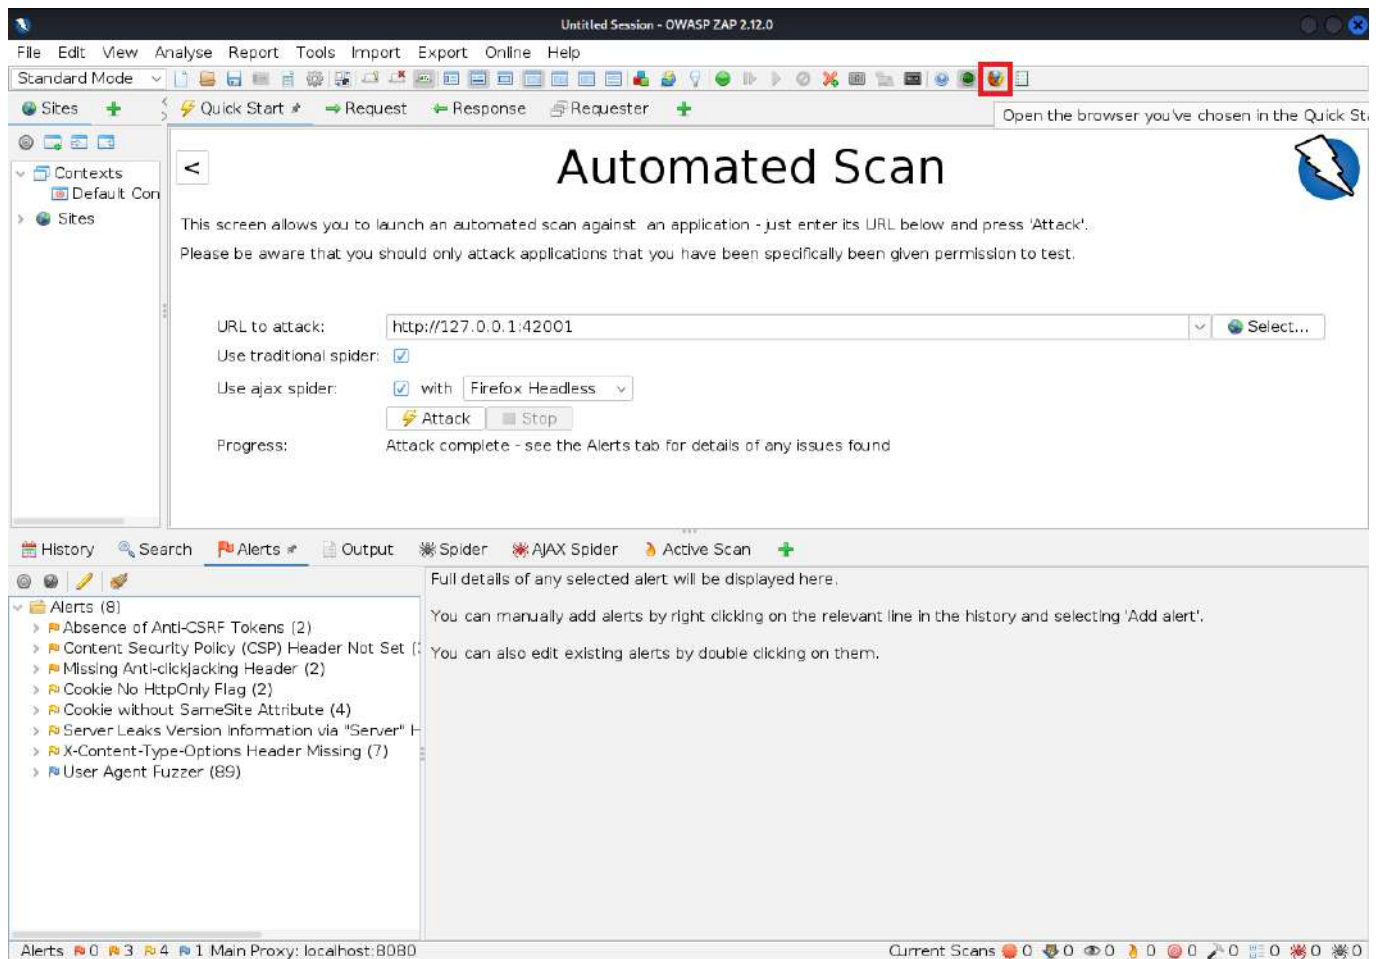 Untitled Session - OWASP ZAP 2.12.0
File Edit View Analyse Report Tools Import Export Online Help
Standard Mode
Sites Quick Start Request Response Requester
Open the browser you've chosen in the Quick St
< Automated Scan
Contexts
Default Con
Sites
This screen allows you to launch an automated scan against an application - just enter its URL below and press 'Attack'.
Please be aware that you should only attack applications that you have been specifically been given permission to test.
URL to attack: http://127.0.0.1:42001 Select...
Use traditional spider:
Use ajax spider: with Firefox Headless
Attack Stop
Progress: Attack complete - see the Alerts tab for details of any issues found
History Search Alerts Output Spider AJAX Spider Active Scan
Full details of any selected alert will be displayed here.
You can manually add alerts by right clicking on the relevant line in the history and selecting 'Add alert'.
You can also edit existing alerts by double clicking on them.
Alerts (8)
Absence of Anti-CSRF Tokens (2)
Content Security Policy (CSP) Header Not Set (
Missing Anti-clickjacking Header (2)
Cookie No HttpOnly Flag (2)
Cookie without SameSite Attribute (4)
Server Leaks Version Information via "Server" H
X-Content-Type-Options Header Missing (7)
User Agent Fuzzer (89)
Alerts 0 3 4 1 Main Proxy: localhost:8080
Current Scans 0 0 0 0 0 0 0 0 0